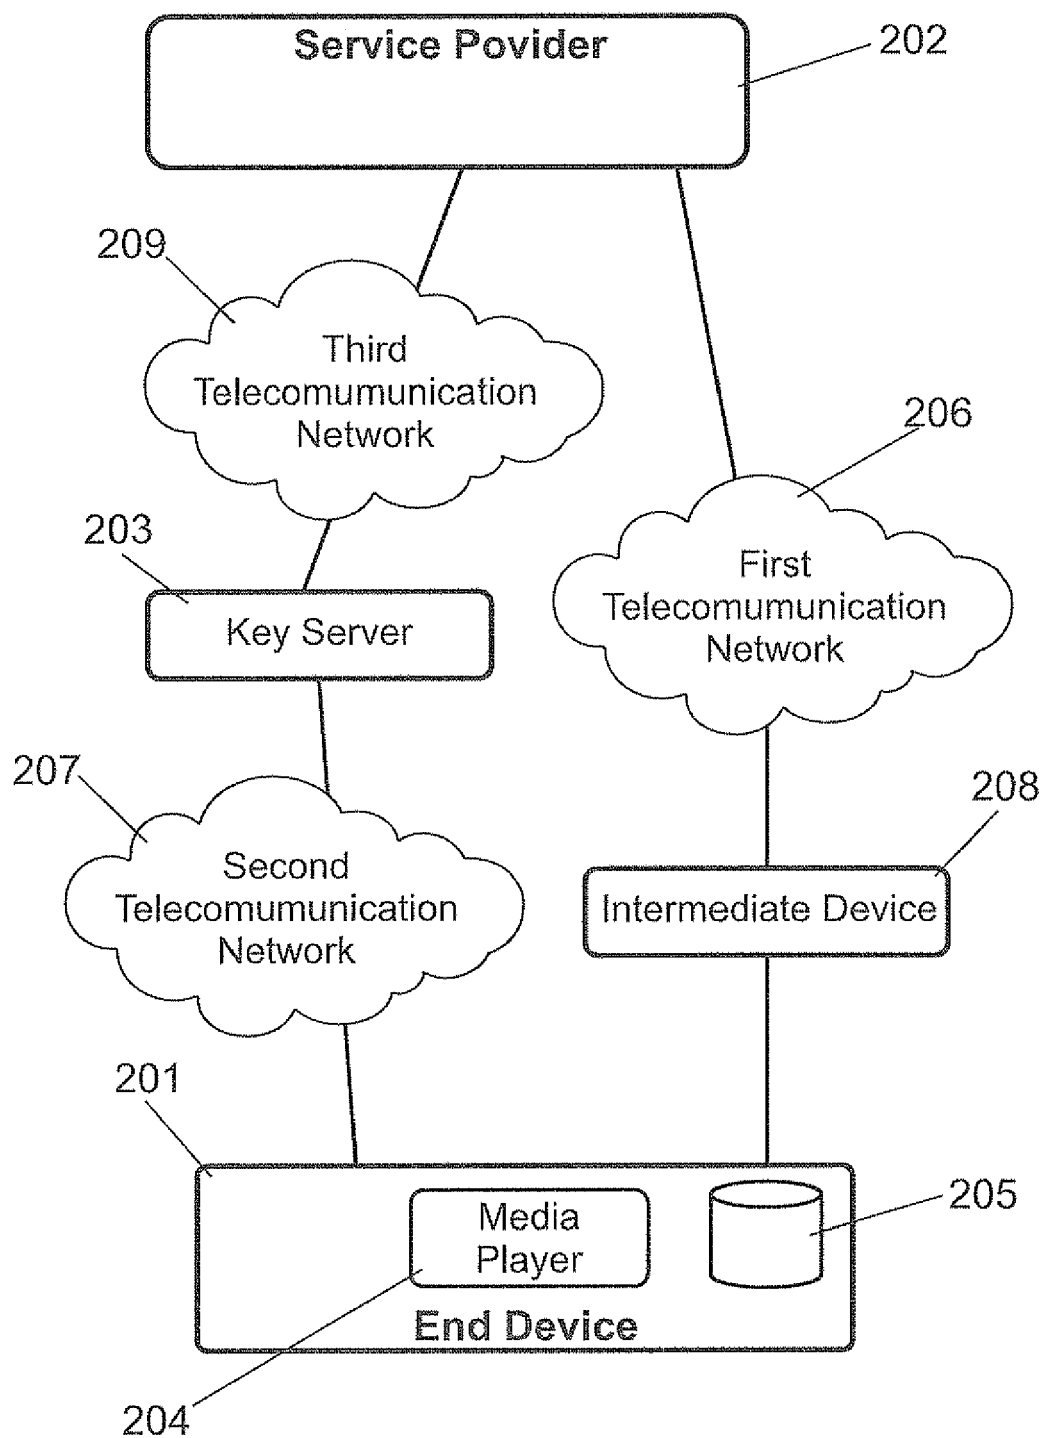 Service Povider
202
209
Third
Telecomumunication
Network
206
203
First
Telecomumunication
Network
Key Server
207
208
Second
Telecomumunication
Network
Intermediate Device
201
Media
Player
205
End Device
204